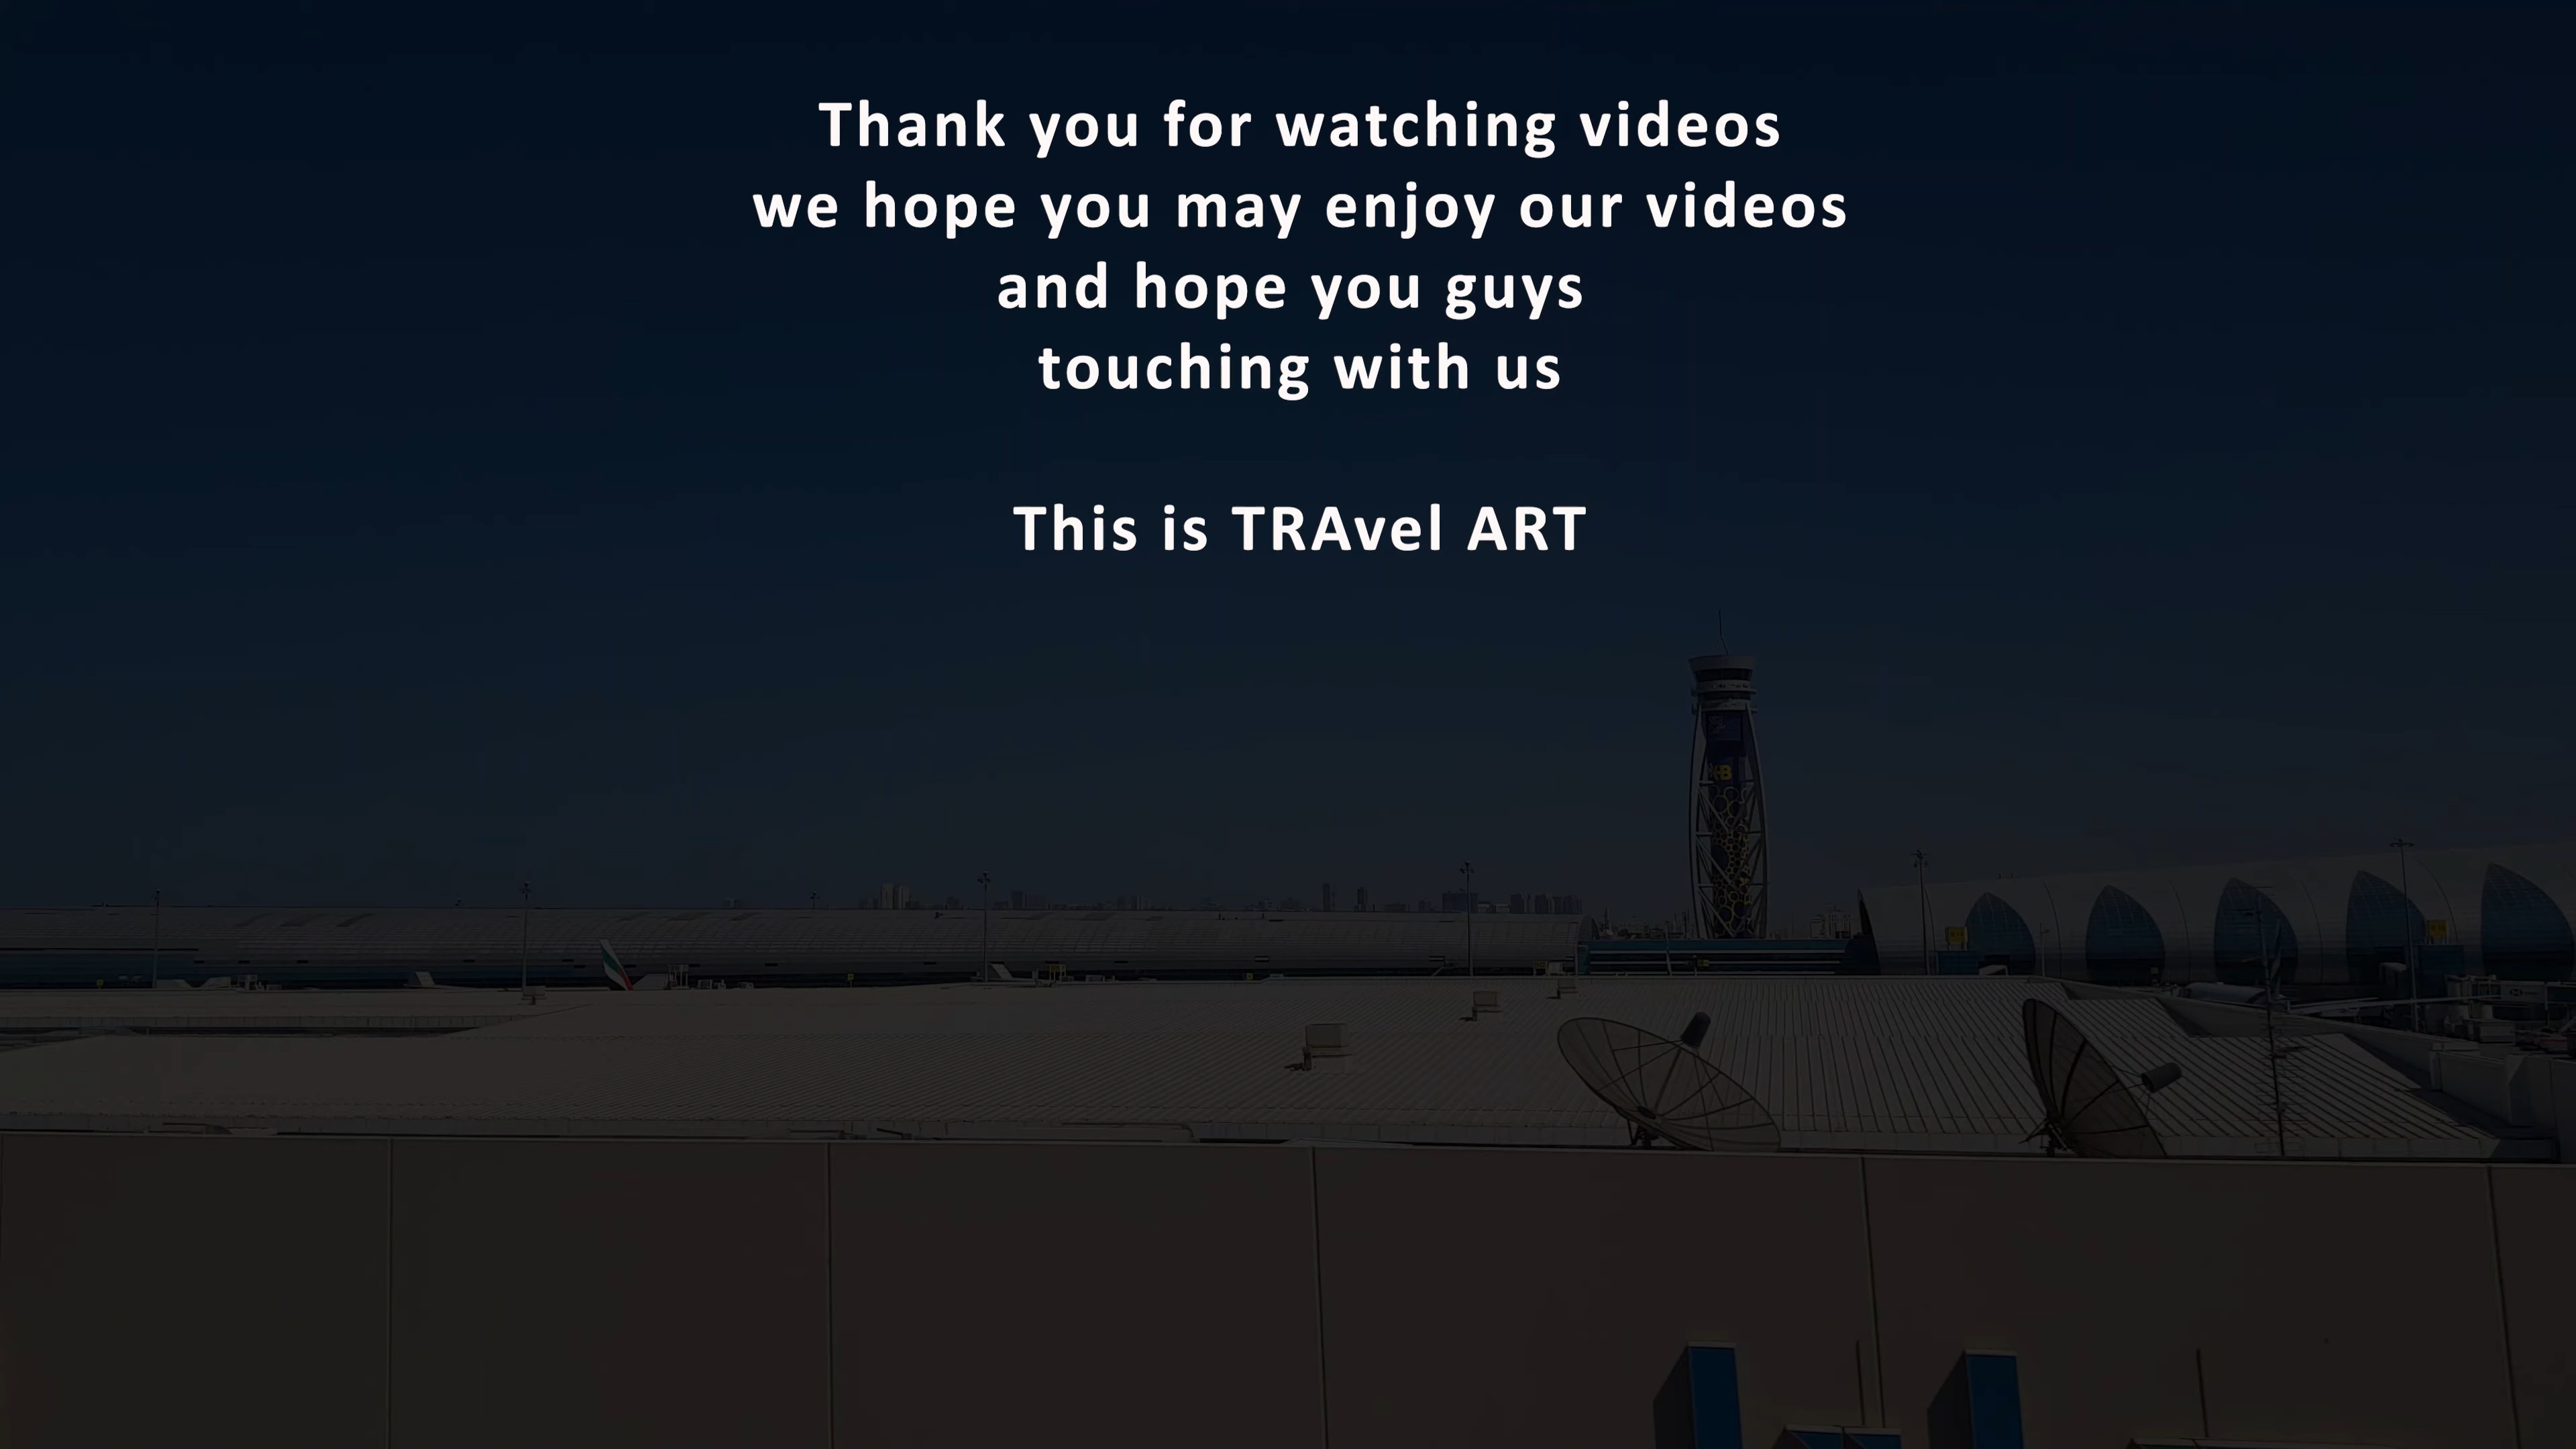 Thank you for watching videos
we hope you may enjoy our videos
and hope you guys
touching with us
This is TRAvel ART